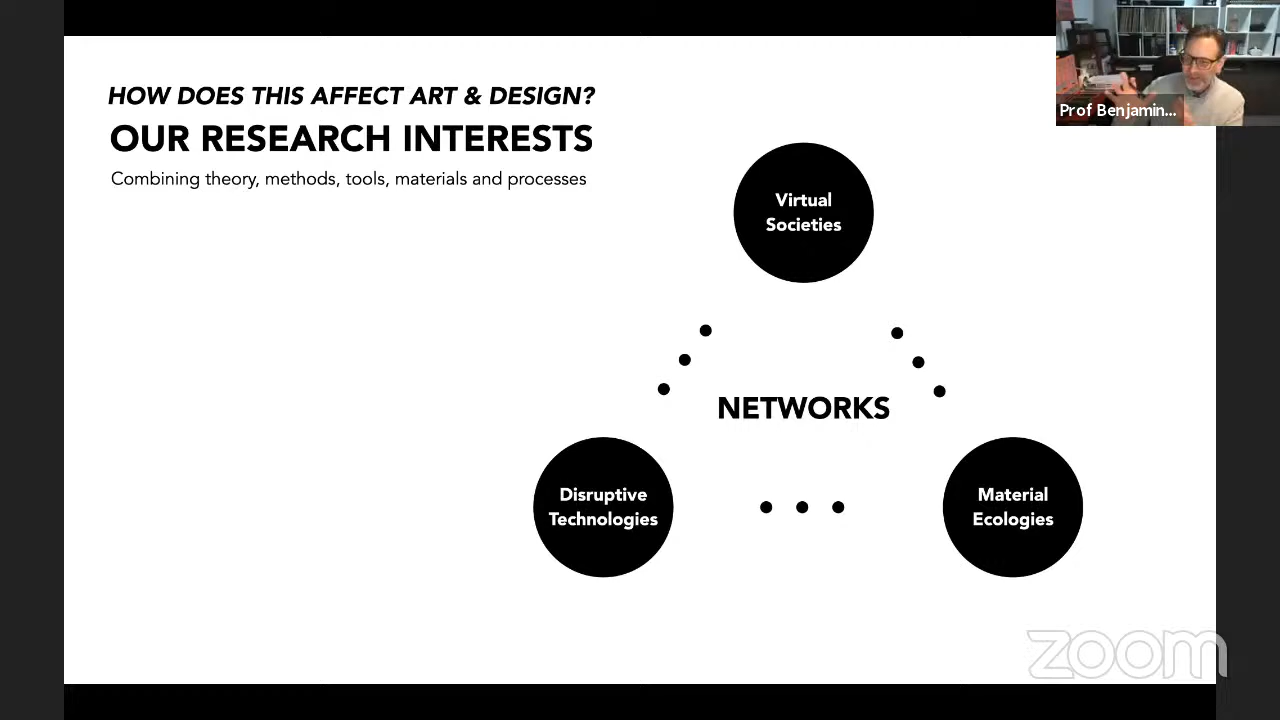 HOW DOES THIS AFFECT ART & DESIGN?
OUR RESEARCH INTERESTS
Combining theory, methods, tools, materials and processes
Prof Benjamin...
Virtual
Societies
NETWORKS
Disruptive
Technologies
Material
Ecologies
zoom